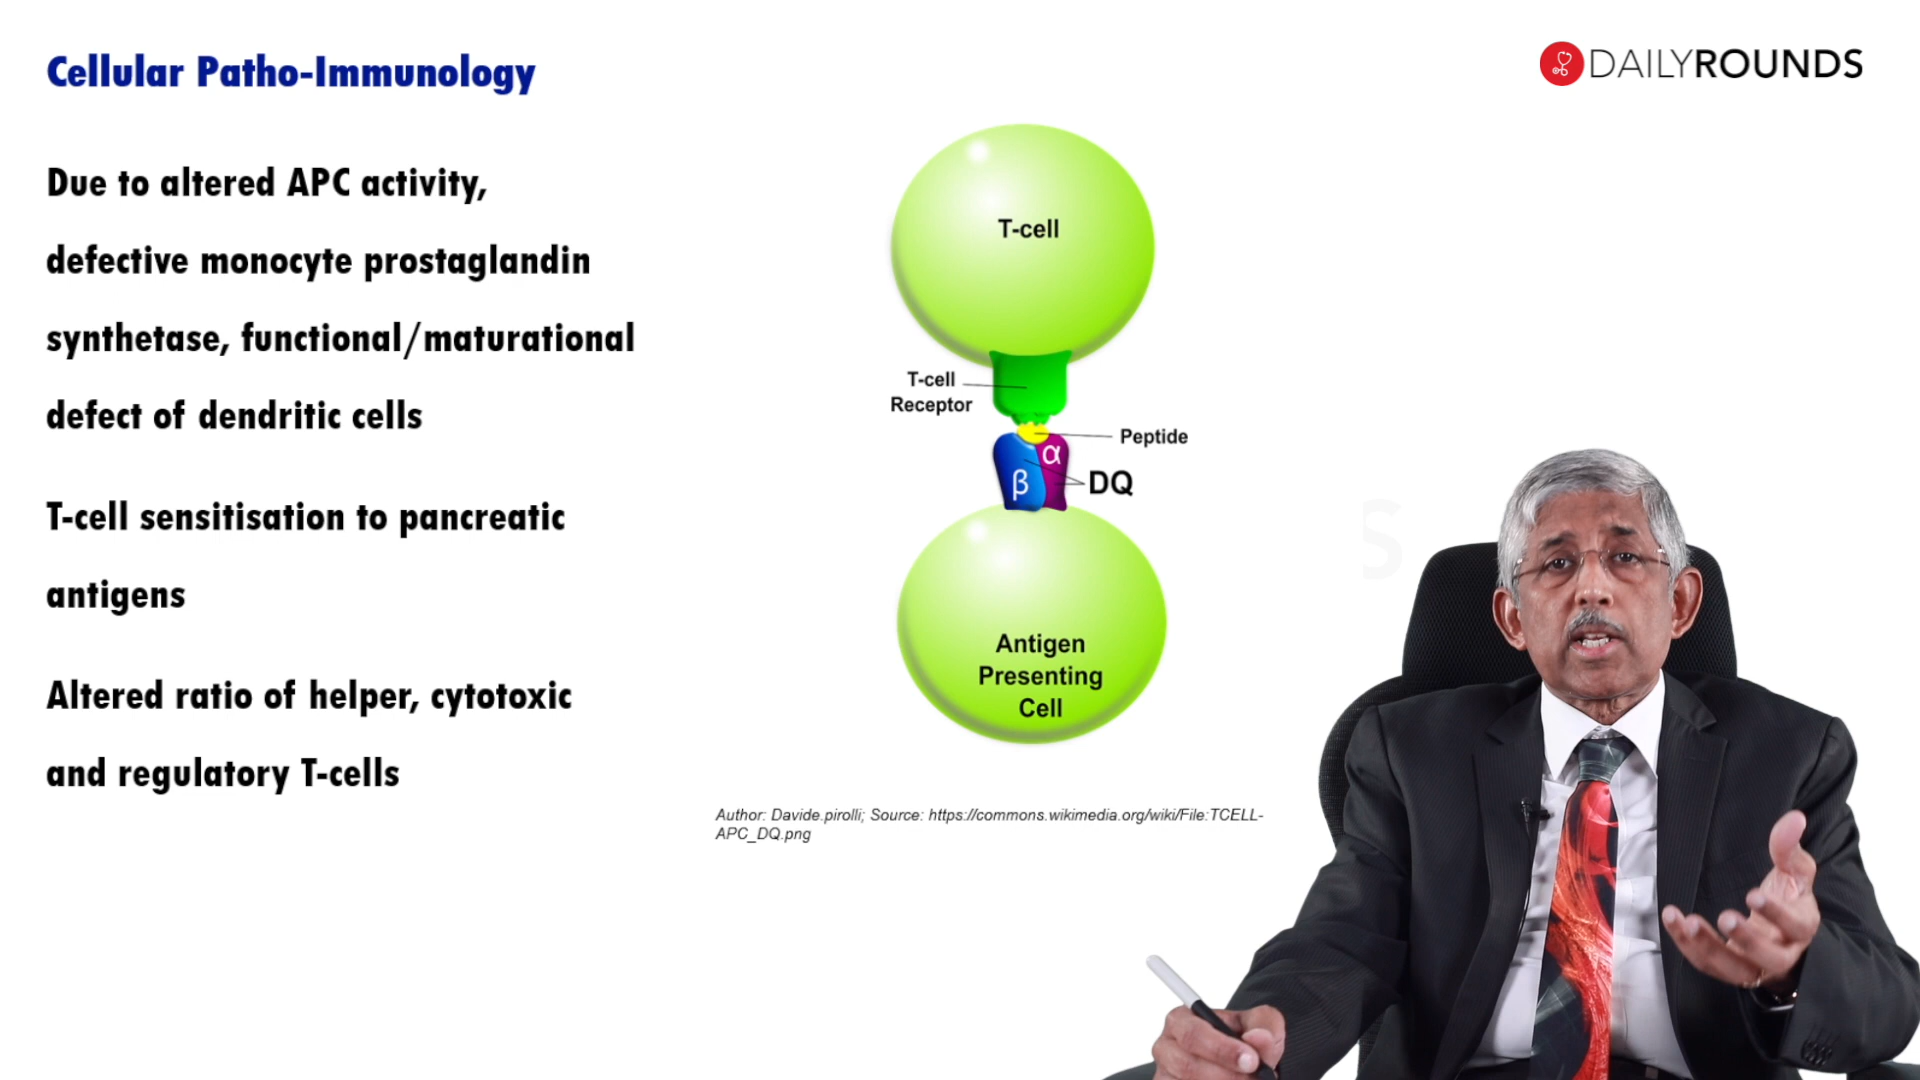 Cellular Patho-Immunology
DAILYROUNDS
Due to altered APC activity,
defective monocyte prostaglandin
synthetase, functional/maturational
defect of dendritic cells
T-cell sensitisation to pancreatic
antigens
Altered ratio of helper, cytotoxic
and regulatory T-cells
T-cell
T-cell
Receptor
Peptide
α
β
DQ
Antigen
Presenting
Cell
Author: Davide.pirolli; Source: https://commons.wikimedia.org/wiki/File:TCELL-
APC_DQ.png
S